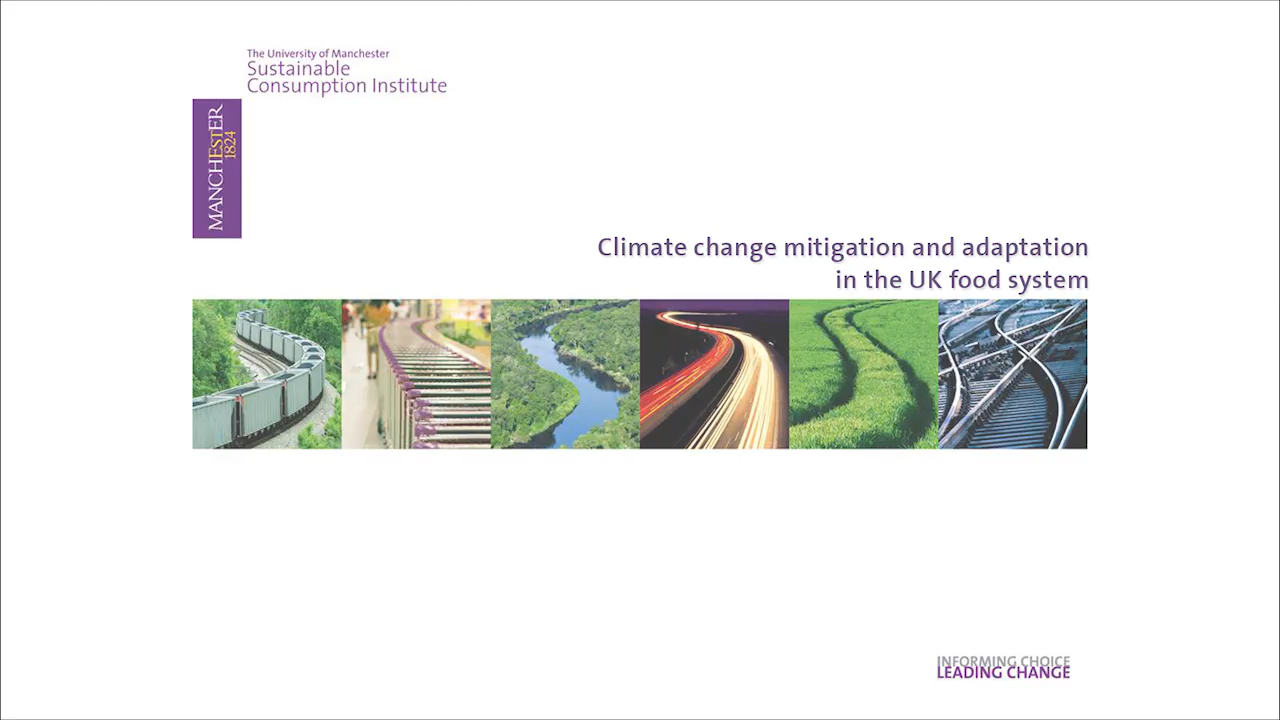 The University of Manchester
Sustainable
Consumption Institute
MANCHESTER
1824
Climate change mitigation and adaptation
in the UK food system
INFORMING CHOICE
LEADING CHANGE